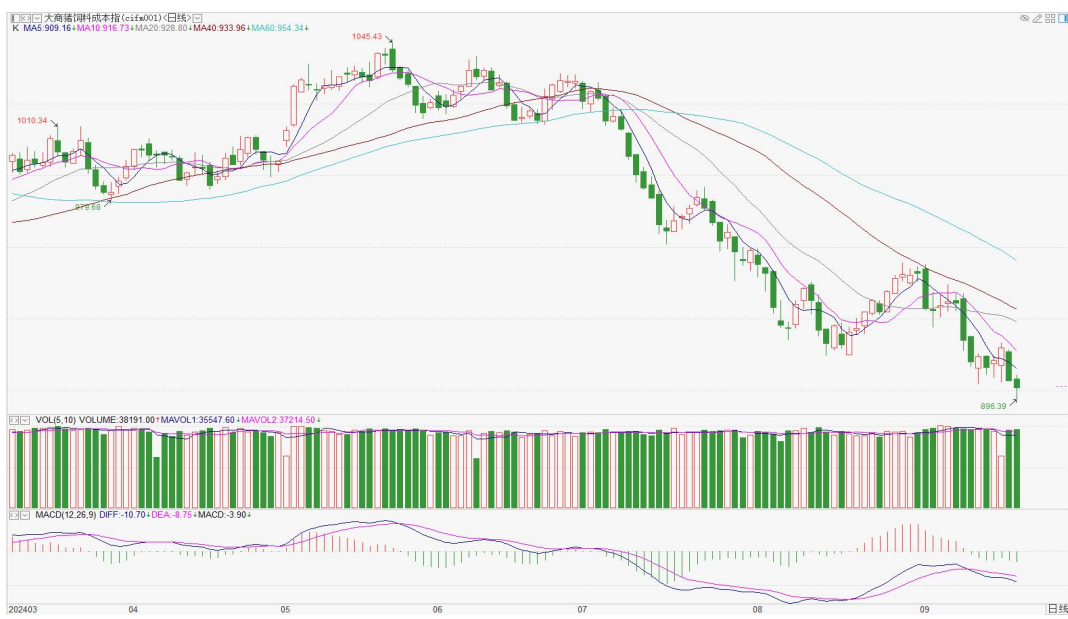 大商猪饲料成本指(cifm001)<日线>
K MA5:909.16↓MA10:916.73↓MA20:928.80↓MA40:933.96↓MA60:954.34↓
1045.43
1010.34
979.68
896.39
VOL(5,10) VOLUME:38191.00↑MAVOL1:35547.60↓MAVOL2:37214.50↓
MACD(12,26,9) DIFF:-10.70↓DEA:-8.75↓MACD:-3.90↓
202403 04 05 06 07 08 09 日线